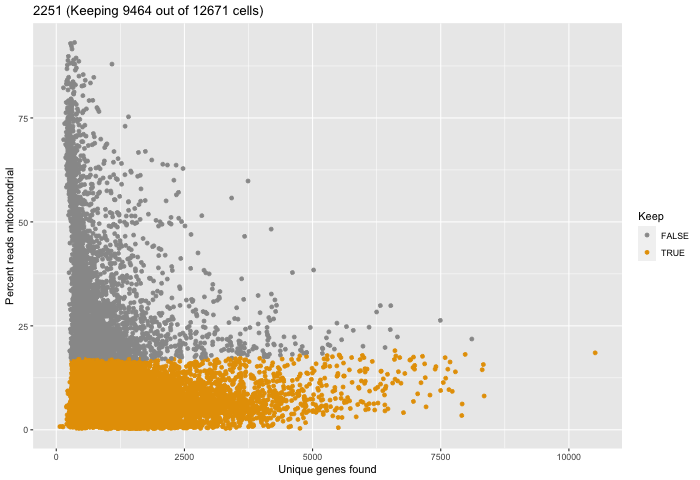 2251 (Keeping 9464 out of 12671 cells)
Percent reads mitochondrial
75
50
25
0
0 2500 5000 7500 10000
Unique genes found
Keep
FALSE
TRUE